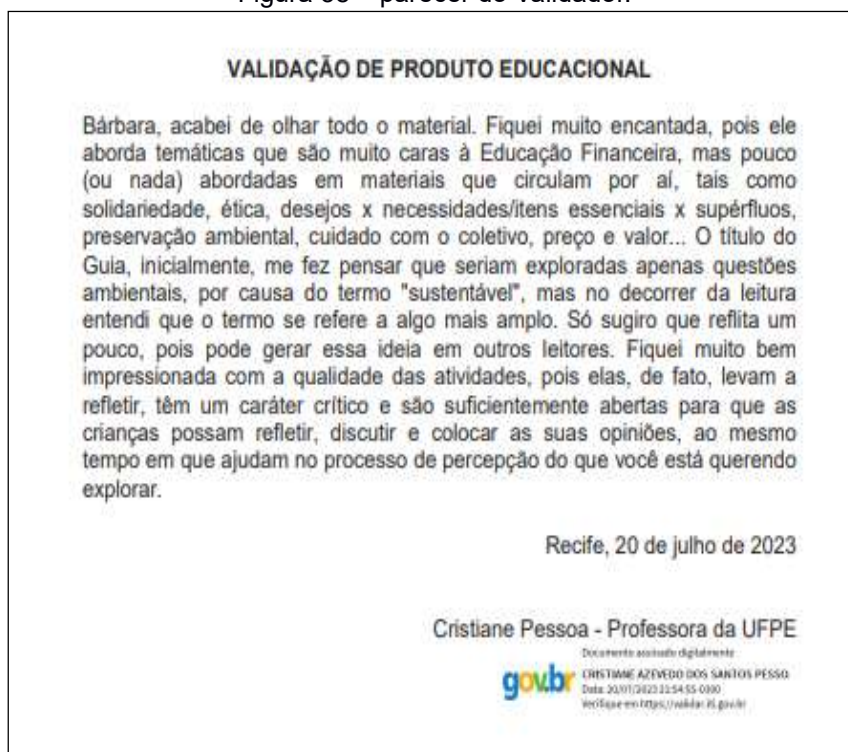 VALIDAÇÃO DE PRODUTO EDUCACIONAL
Bárbara, acabei de olhar todo o material. Fiquei muito encantada, pois ele
aborda temáticas que são muito caras à Educação Financeira, mas pouco
(ou nada) abordadas em materiais que circulam por aí, tais como
solidariedade, ética, desejos x necessidades/itens essenciais x supérfluos,
preservação ambiental, cuidado com o coletivo, preço e valor... O título do
Guia, inicialmente, me fez pensar que seriam exploradas apenas questões
ambientais, por causa do termo "sustentável", mas no decorrer da leitura
entendi que o termo se refere a algo mais amplo. Só sugiro que reflita um
pouco, pois pode gerar essa ideia em outros leitores. Fiquei muito bem
impressionada com a qualidade das atividades, pois elas, de fato, levam a
refletir, têm um caráter crítico e são suficientemente abertas para que as
crianças possam refletir, discutir e colocar as suas opiniões, ao mesmo
tempo em que ajudam no processo de percepção do que você está querendo
explorar.
Recife, 20 de julho de 2023
Cristiane Pessoa - Professora da UFPE
Documento assinado digitalmente
gov.br
CRISTIANE AZEVEDO DOS SANTOS PESSO
Data: 20/07/2023
Verifique em